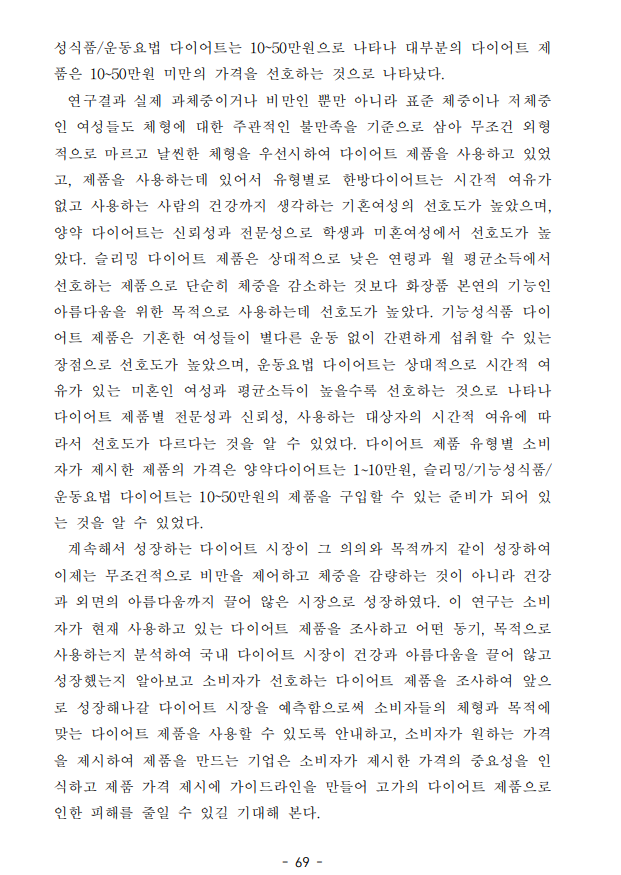 성식품/운동요법 다이어트는 10~50만원으로 나타나 대부분의 다이어트 제
품은 10~50만원 미만의 가격을 선호하는 것으로 나타났다.
연구결과 실제 과체중이거나 비만인 뿐만 아니라 표준 체중이나 저체중
인 여성들도 체형에 대한 주관적인 불만족을 기준으로 삼아 무조건 외형
적으로 마르고 날씬한 체형을 우선시하여 다이어트 제품을 사용하고 있었
고, 제품을 사용하는데 있어서 유형별로 한방다이어트는 시간적 여유가
없고 사용하는 사람의 건강까지 생각하는 기혼여성의 선호도가 높았으며,
양약 다이어트는 신뢰성과 전문성으로 학생과 미혼여성에서 선호도가 높
았다. 슬리밍 다이어트 제품은 상대적으로 낮은 연령과 월 평균소득에서
선호하는 제품으로 단순히 체중을 감소하는 것보다 화장품 본연의 기능인
아름다움을 위한 목적으로 사용하는데 선호도가 높았다. 기능성식품 다이
어트 제품은 기혼한 여성들이 별다른 운동 없이 간편하게 섭취할 수 있는
장점으로 선호도가 높았으며, 운동요법 다이어트는 상대적으로 시간적 여
유가 있는 미혼인 여성과 평균소득이 높을수록 선호하는 것으로 나타나
다이어트 제품별 전문성과 신뢰성, 사용하는 대상자의 시간적 여유에 따
라서 선호도가 다르다는 것을 알 수 있었다. 다이어트 제품 유형별 소비
자가 제시한 제품의 가격은 양약다이어트는 1~10만원, 슬리밍/기능성식품/
운동요법 다이어트는 10~50만원의 제품을 구입할 수 있는 준비가 되어 있
는 것을 알 수 있었다.
계속해서 성장하는 다이어트 시장이 그 의의와 목적까지 같이 성장하여
이제는 무조건적으로 비만을 제어하고 체중을 감량하는 것이 아니라 건강
과 외면의 아름다움까지 끌어 않은 시장으로 성장하였다. 이 연구는 소비
자가 현재 사용하고 있는 다이어트 제품을 조사하고 어떤 동기, 목적으로
사용하는지 분석하여 국내 다이어트 시장이 건강과 아름다움을 끌어 않고
성장했는지 알아보고 소비자가 선호하는 다이어트 제품을 조사하여 앞으
로 성장해나갈 다이어트 시장을 예측함으로써 소비자들의 체형과 목적에
맞는 다이어트 제품을 사용할 수 있도록 안내하고, 소비자가 원하는 가격
을 제시하여 제품을 만드는 기업은 소비자가 제시한 가격의 중요성을 인
식하고 제품 가격 제시에 가이드라인을 만들어 고가의 다이어트 제품으로
인한 피해를 줄일 수 있길 기대해 본다.
- 69 -